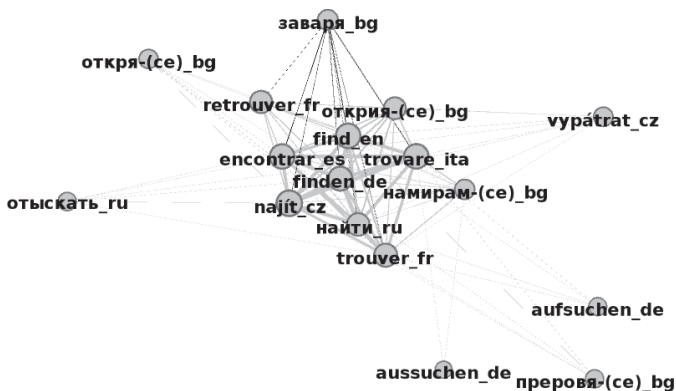 заваря_bg
откря-(се)_bg
retrouver_fr
открия-(се)_bg
vypátrat_cz
find_en
encontrar_es
trovare_ita
finden_de
намирам-(се)_bg
отыскать_ru
najít_cz
найти_ru
trouver_fr
aufsuchen_de
aussuchen_de
преровя-(се)_bg